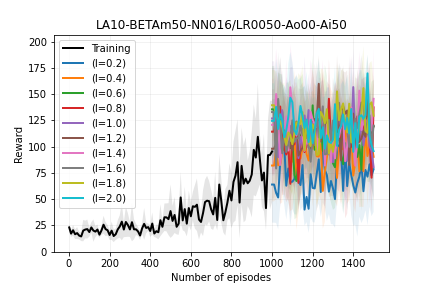 LA10-BETAm50-NN016/LR0050-Ao00-Ai50
200
175
150
125
100
75
50
25
0
Reward
Training
(l=0.2)
(l=0.4)
(l=0.6)
(l=0.8)
(l=1.0)
(l=1.2)
(l=1.4)
(l=1.6)
(l=1.8)
(l=2.0)
0 200 400 600 800 1000 1200 1400
Number of episodes